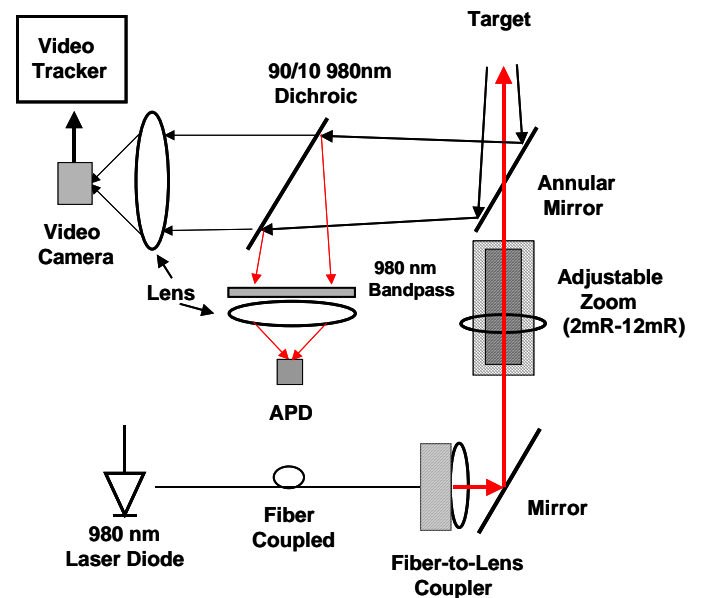 Target
Video
Tracker
90/10 980nm
Dichroic
Annular
Mirror
Video
Camera
Lens
980 nm
Bandpass
Adjustable
Zoom
(2mR-12mR)
APD
980 nm
Laser Diode
Fiber
Coupled
Mirror
Fiber-to-Lens
Coupler